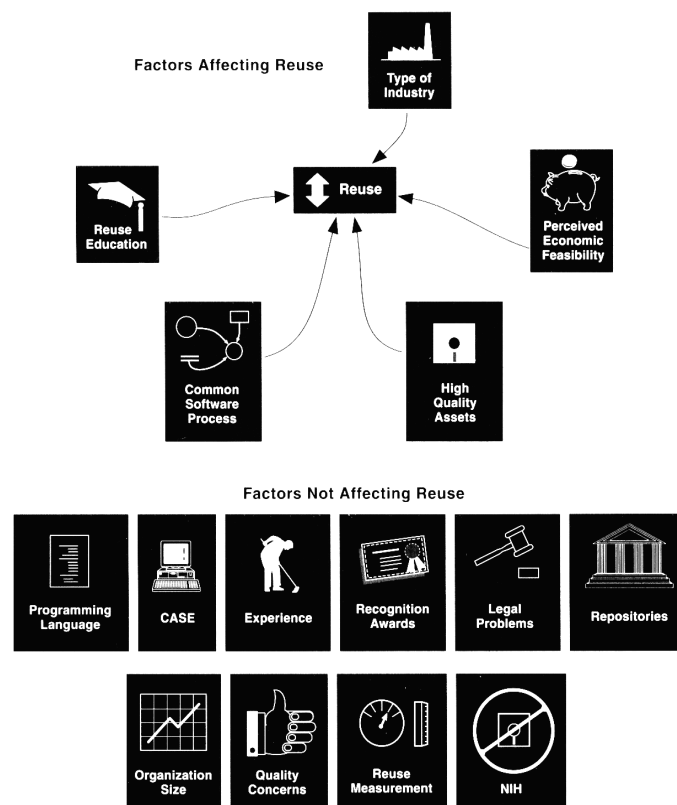 Factors Affecting Reuse
Type of
Industry
Reuse
Reuse
Education
Perceived
Economic
Feasibility
Common
Software
Process
High
Quality
Assets
Factors Not Affecting Reuse
Programming
Language
CASE
Experience
Recognition
Awards
Legal
Problems
Repositories
Organization
Size
Quality
Concerns
Reuse
Measurement
NIH